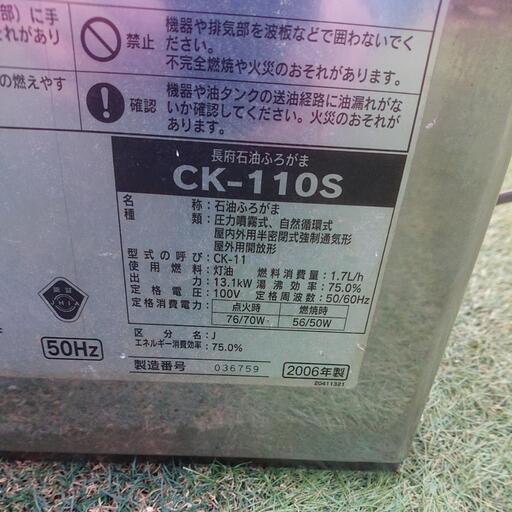 部)に手
それがあり
の燃えやす
禁止
機器や排気部を波板などで囲わないでく
ださい。
不完全燃焼や火災のおそれがあります。
確認
機器や油タンクの送油経路に油漏れがな
いか確認してください。火災のおそれが
あります。
長府石油ふろがま
CK-110S
名称:石油ふろがま
種類:圧力噴霧式、自然循環式
屋内外用半密閉式強制通気形
屋外用開放形
型式の呼び:CK-11
使用燃料:灯油 燃料消費量:1.7L/h
出力:13.1kW 湯沸効率:75.0%
定格電圧:100V 定格周波数:50/60Hz
定格消費電力: 点火時 燃焼時
76/70W 56/50W
区分名:J
エネルギー消費効率:75.0%
製造番号 036759 2006年製
20411321
50Hz
JHIA